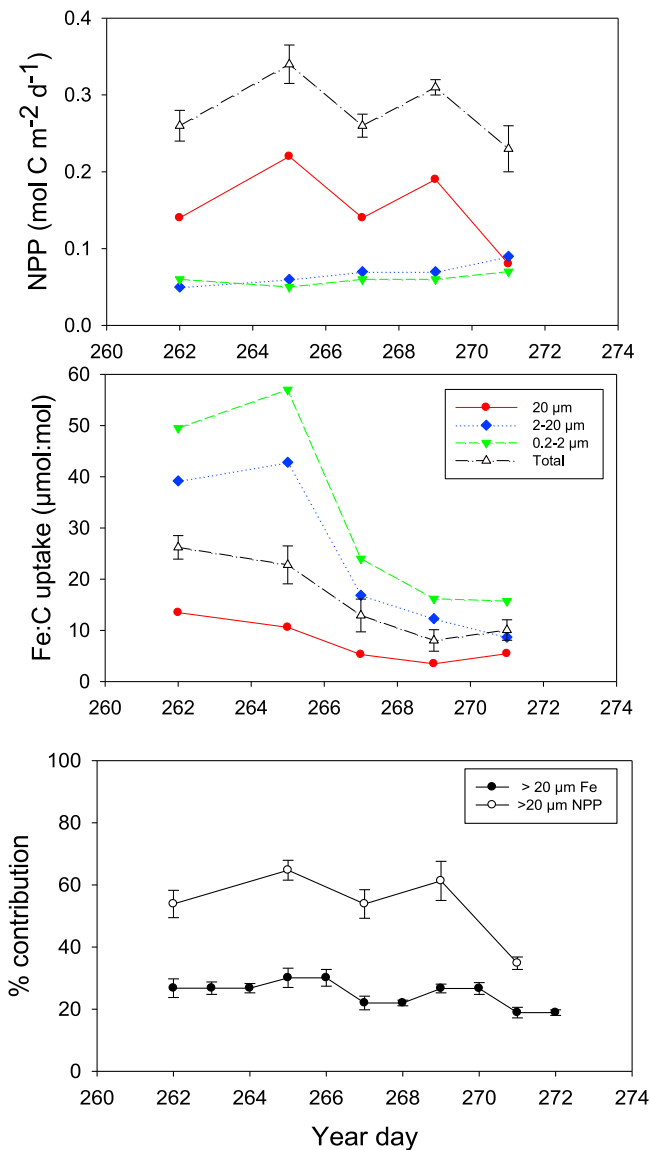 NPP (mol C m-2 d-1)
0.4
0.3
0.2
0.1
0.0
260 262 264 266 268 270 272 274
Fe:C uptake (µmol:mol)
60
50
40
30
20
10
0
20 µm
2-20 µm
0.2-2 µm
Total
260 262 264 266 268 270 272 274
% contribution
100
80
60
40
20
0
> 20 µm Fe
>20 µm NPP
260 262 264 266 268 270 272 274
Year day